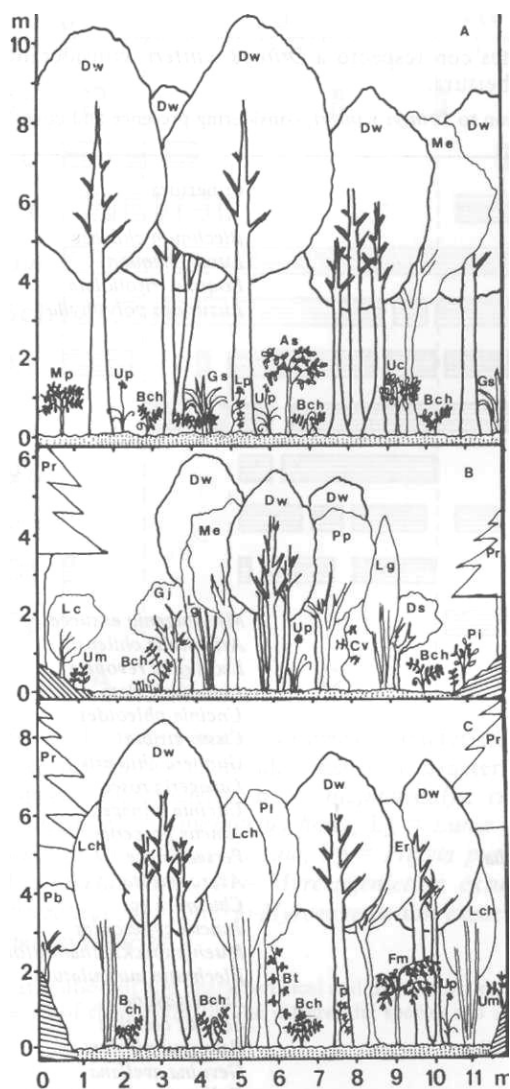 m
10
A
Dw
Dw
Dw
Dw
Dw
Me
8
6
4
2
As
Mp
Up
Bch
Gs
Lp
Up
Bch
Uc
Bch
Gs
0
6
B
Pr
Dw
Dw
Dw
Me
Pp
Pr
4
Lg
Lc
Gj
Lg
Ds
2
Um
Bch
Up
Cv
Bch
Pi
0
8
C
Pr
Dw
Pr
Dw
Dw
6
Lch
Pl
Lch
Erl
Lch
4
Pb
2
Bt
Fm
Bch
Bch
Bch
Lp
Up
Um
0
0 1 2 3 4 5 6 7 8 9 10 11 m